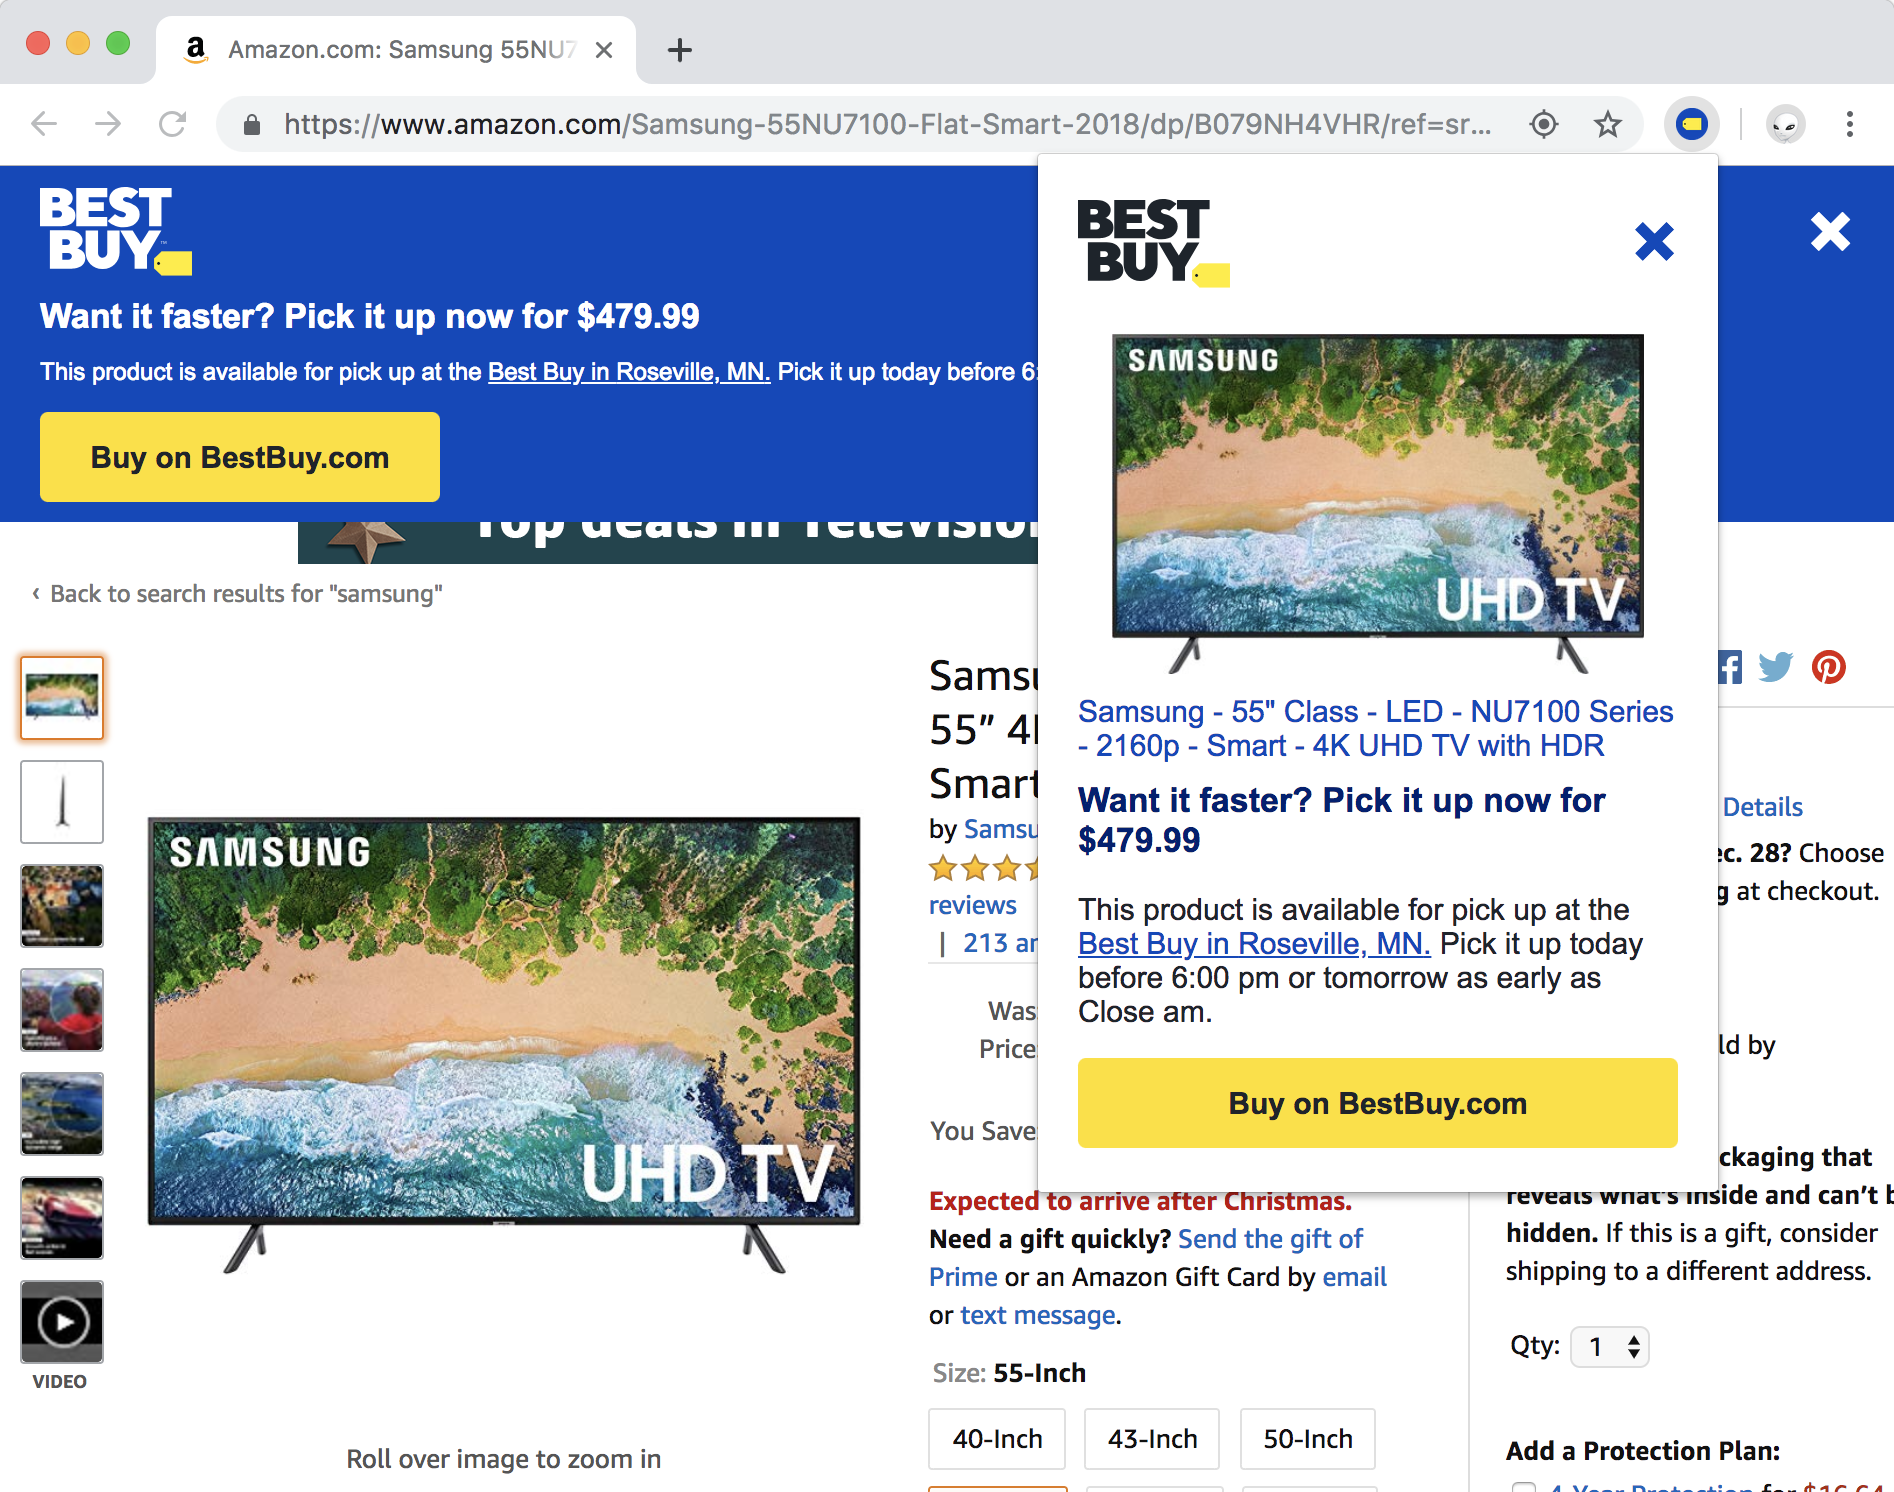 Amazon.com: Samsung 55NU7
https://www.amazon.com/Samsung-55NU7100-Flat-Smart-2018/dp/B079NH4VHR/ref=sr...
BEST
BUY
Want it faster? Pick it up now for $479.99
This product is available for pick up at the Best Buy in Roseville, MN. Pick it up today before 6:
Buy on BestBuy.com
Top deals in Television
‹ Back to search results for "samsung"
SAMSUNG
UHD TV
VIDEO
Roll over image to zoom in
Samsu
55” 4
Smart
by Samsu
reviews
| 213 an
Was:
Price:
You Save:
Expected to arrive after Christmas.
Need a gift quickly? Send the gift of
Prime or an Amazon Gift Card by email
or text message.
Size: 55-Inch
40-Inch 43-Inch 50-Inch
BEST
BUY
SAMSUNG
UHD TV
Samsung - 55" Class - LED - NU7100 Series
- 2160p - Smart - 4K UHD TV with HDR
Want it faster? Pick it up now for
$479.99
This product is available for pick up at the
Best Buy in Roseville, MN. Pick it up today
before 6:00 pm or tomorrow as early as
Close am.
Buy on BestBuy.com
Details
ec. 28? Choose
g at checkout.
ld by
ckaging that
reveals what's inside and can't b
hidden. If this is a gift, consider
shipping to a different address.
Qty: 1
Add a Protection Plan:
4-Year Protection for $16.64